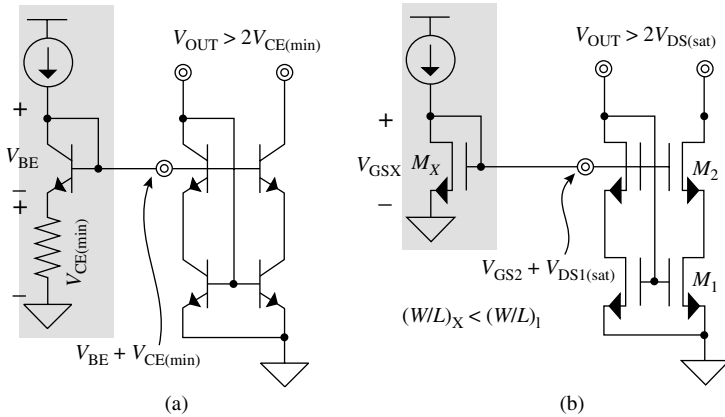 V_OUT > 2V_CE(min)
+
V_BE
−
+
V_CE(min)
−
V_BE + V_CE(min)
(a)
V_OUT > 2V_DS(sat)
+
V_GSX
M_X
−
M_2
V_GS2 + V_DS1(sat)
M_1
(W/L)_X < (W/L)_1
(b)